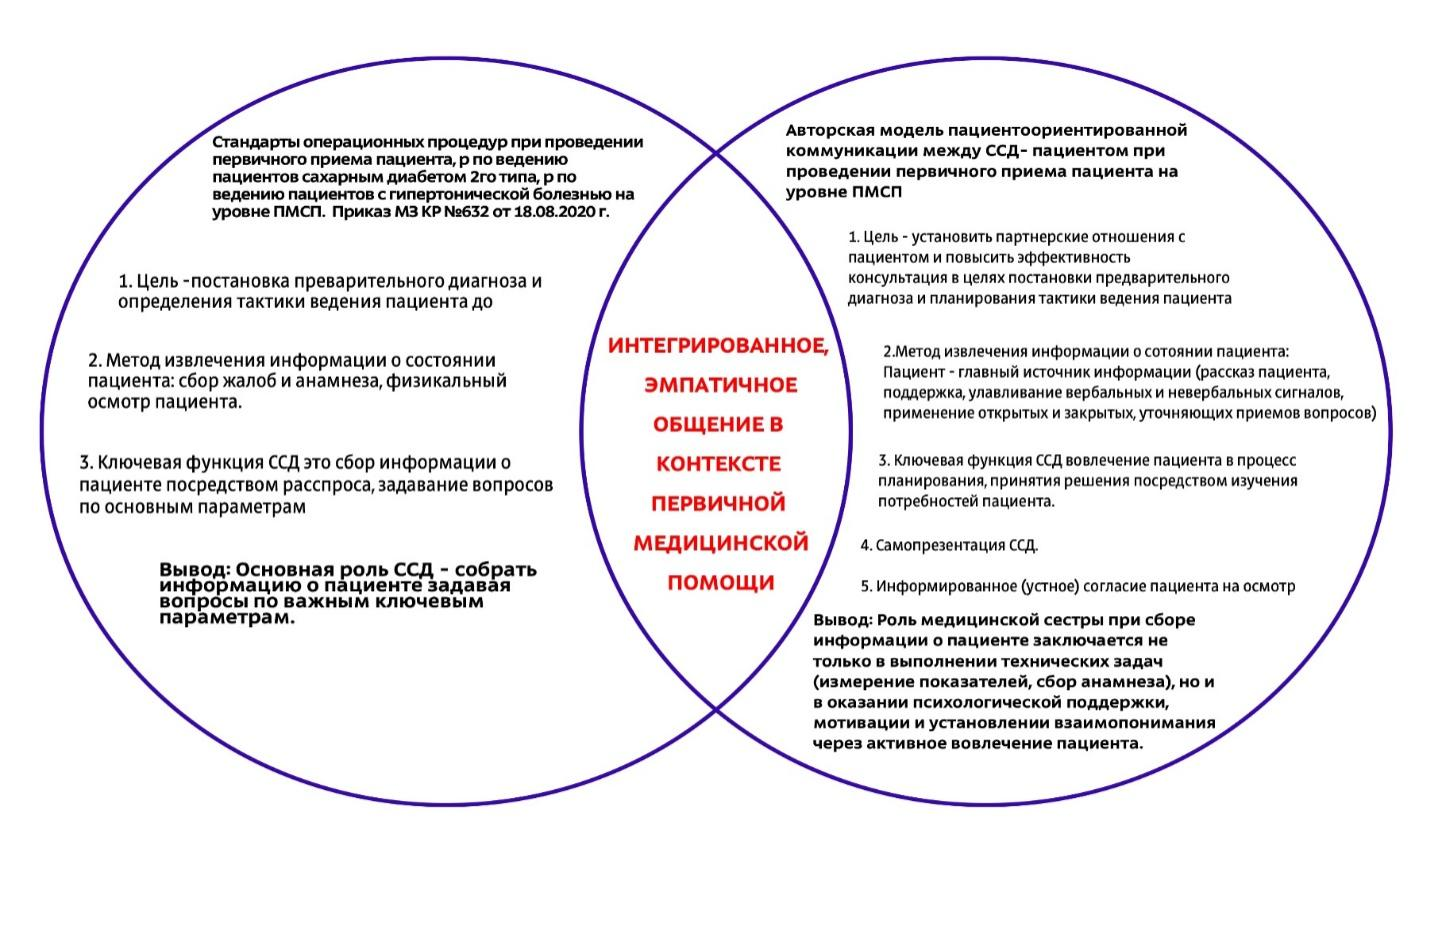 Стандарты операционных процедур при проведении
первичного приема пациента, р по ведению
пациентов сахарным диабетом 2го типа, р по
ведению пациентов с гипертонической болезнью на
уровне ПМСП. Приказ МЗ КР №632 от 18.08.2020 г.
1. Цель -постановка преварительного диагноза и
определения тактики ведения пациента до
2. Метод извлечения информации о состоянии
пациента: сбор жалоб и анамнеза, физикальный
осмотр пациента.
3. Ключевая функция ССД это сбор информации о
пациенте посредством расспроса, задавание вопросов
по основным параметрам
Вывод: Основная роль ССД - собрать
информацию о пациенте задавая
вопросы по важным ключевым
параметрам.
ИНТЕГРИРОВАННОЕ,
ЭМПАТИЧНОЕ
ОБЩЕНИЕ В
КОНТЕКСТЕ
ПЕРВИЧНОЙ
МЕДИЦИНСКОЙ
ПОМОЩИ
Авторская модель пациентоориентированной
коммуникации между ССД- пациентом при
проведении первичного приема пациента на
уровне ПМСП
1. Цель - установить партнерские отношения с
пациентом и повысить эффективность
консультация в целях постановки предварительного
диагноза и планирования тактики ведения пациента
2.Метод извлечения информации о сотоянии пациента:
Пациент - главный источник информации (рассказ пациента,
поддержка, улавливание вербальных и невербальных сигналов,
применение открытых и закрытых, уточняющих приемов вопросов)
3. Ключевая функция ССД вовлечение пациента в процесс
планирования, принятия решения посредством изучения
потребностей пациента.
4. Самопрезентация ССД.
5. Информированное (устное) согласие пациента на осмотр
Вывод: Роль медицинской сестры при сборе
информации о пациенте заключается не
только в выполнении технических задач
(измерение показателей, сбор анамнеза), но и
в оказании психологической поддержки,
мотивации и установлении взаимопонимания
через активное вовлечение пациента.